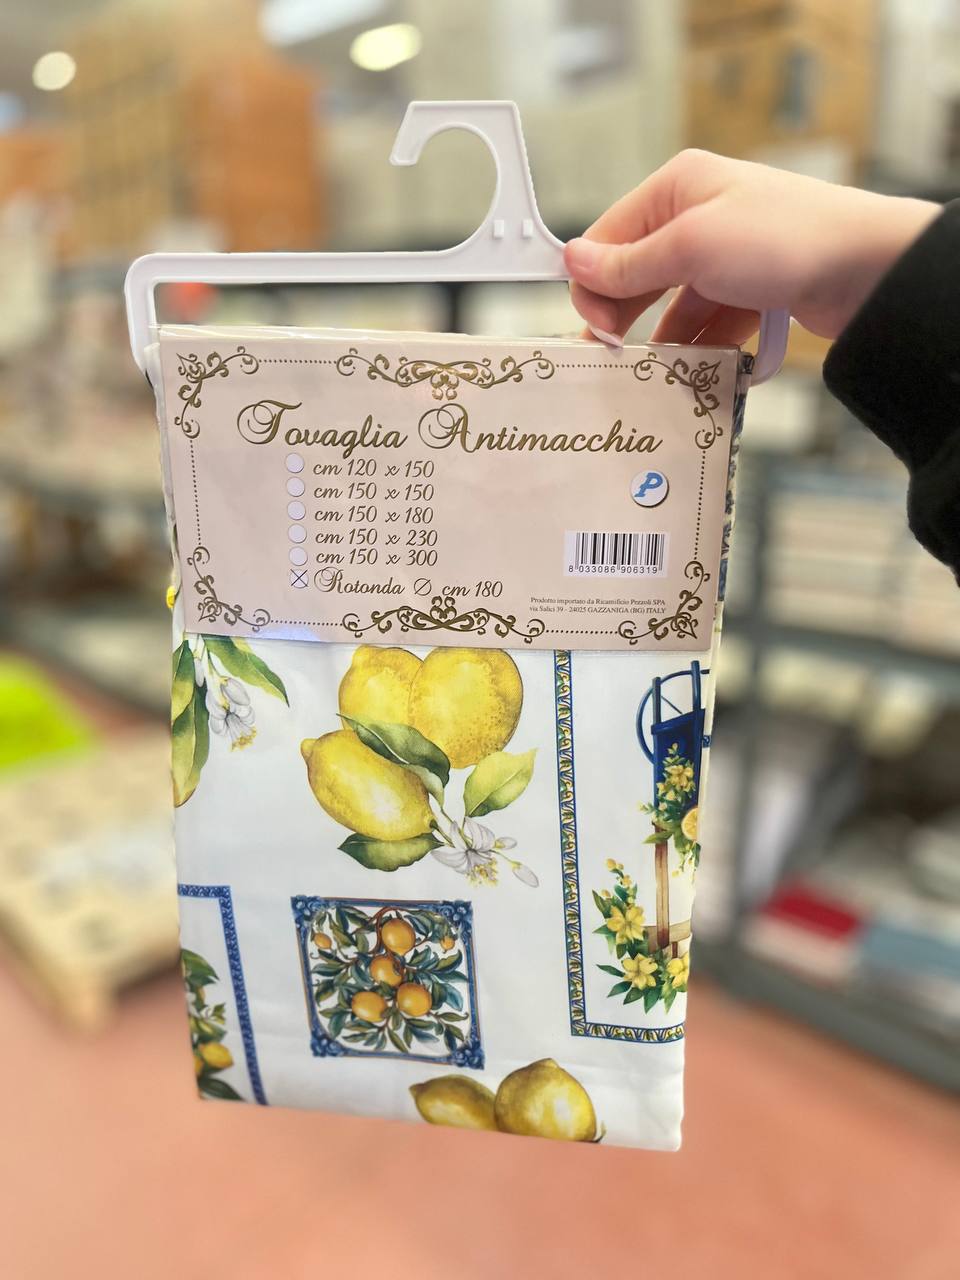 Tovaglia Antimacchia
cm 120 x 150
cm 150 x 150
cm 150 x 180
cm 150 x 230
cm 150 x 300
Rotonda Ø cm 180
P
8 033086 906319
Prodotto importato da Ricamificio Pezzoli SPA
via Salici 39 - 24025 GAZZANIGA (BG) ITALY